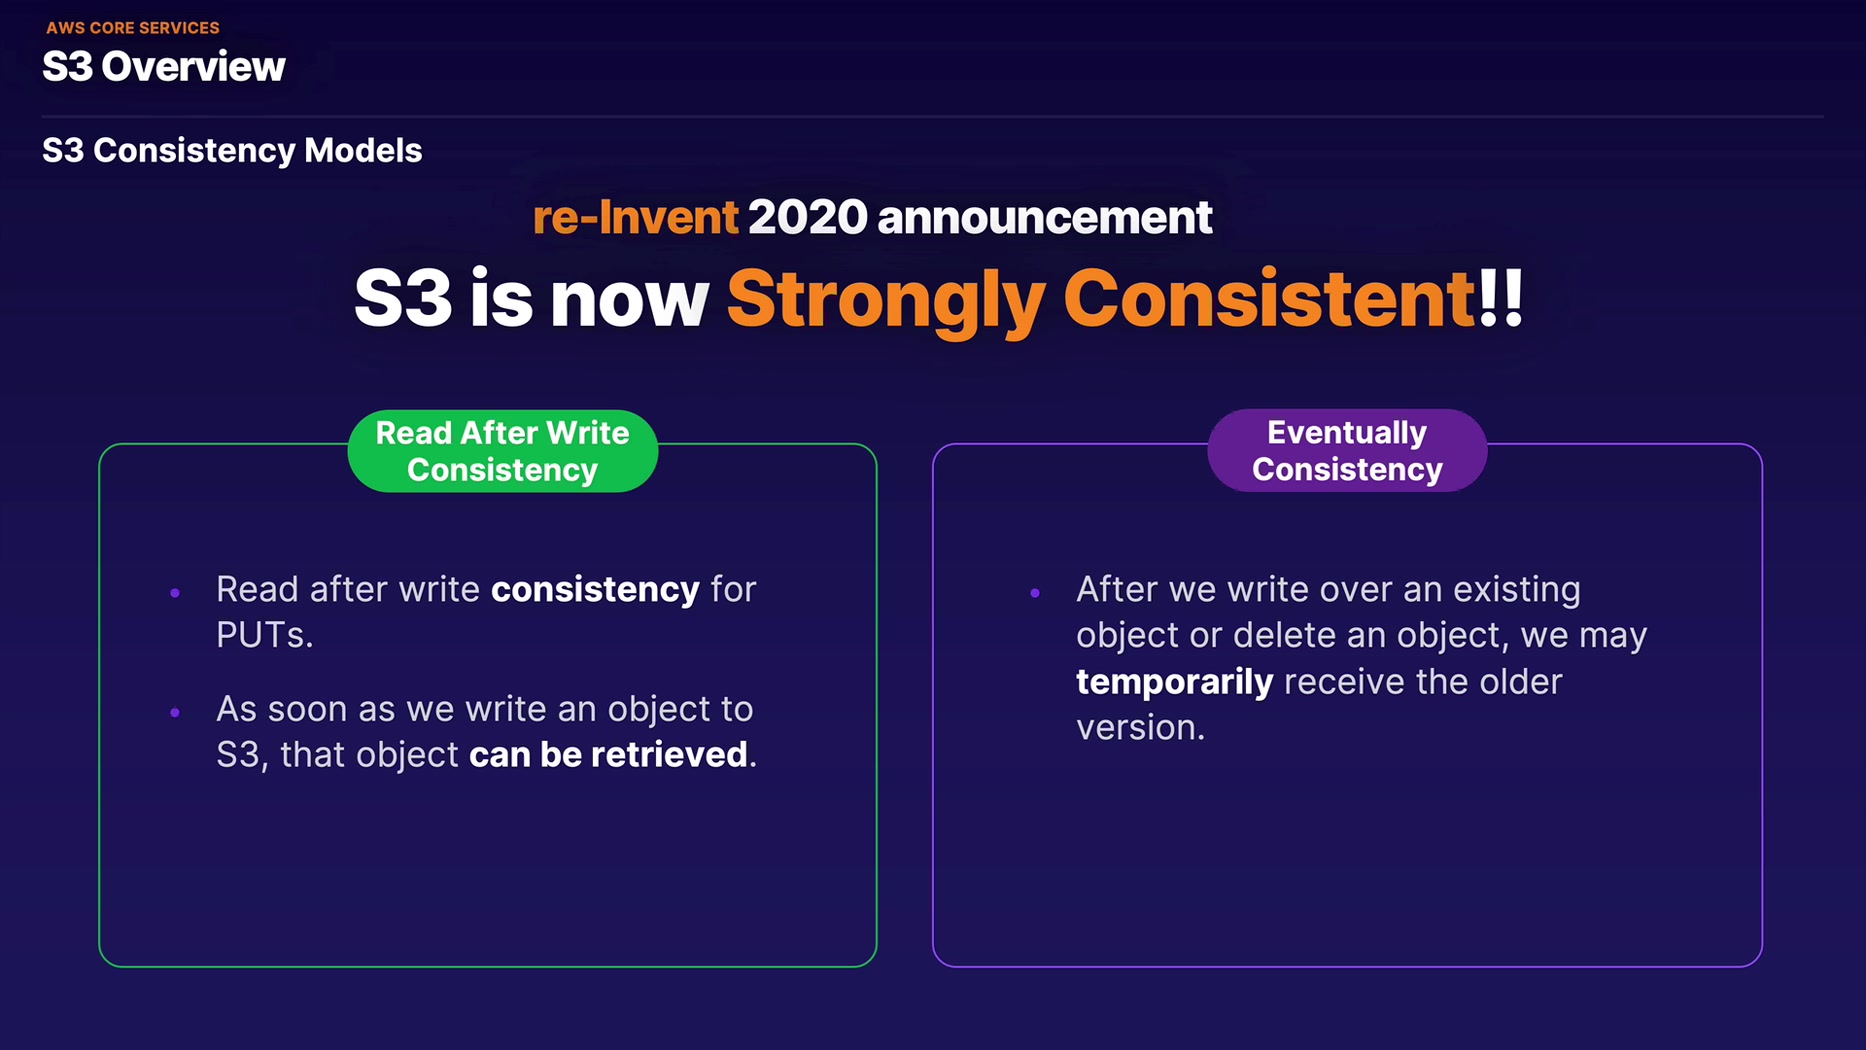 AWS CORE SERVICES
S3 Overview
S3 Consistency Models
re-Invent 2020 announcement
S3 is now Strongly Consistent!!
Read After Write
Consistency
• Read after write consistency for
PUTs.
• As soon as we write an object to
S3, that object can be retrieved.
Eventually
Consistency
• After we write over an existing
object or delete an object, we may
temporarily receive the older
version.